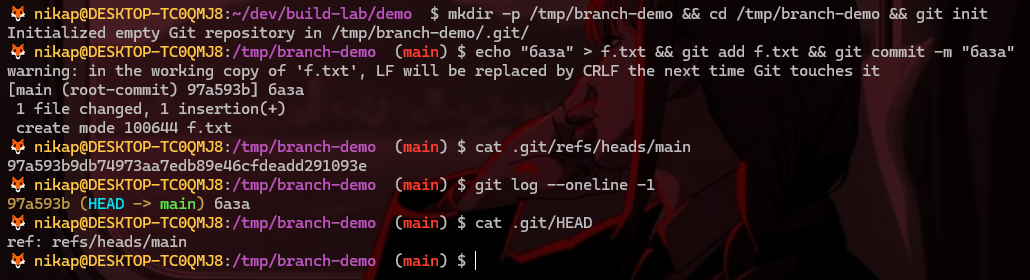 🦊 nikap@DESKTOP-TC0QMJ8:~/dev/build-lab/demo $ mkdir -p /tmp/branch-demo && cd /tmp/branch-demo && git init
Initialized empty Git repository in /tmp/branch-demo/.git/
🦊 nikap@DESKTOP-TC0QMJ8:/tmp/branch-demo (main) $ echo "база" > f.txt && git add f.txt && git commit -m "база"
warning: in the working copy of 'f.txt', LF will be replaced by CRLF the next time Git touches it
[main (root-commit) 97a593b] база
 1 file changed, 1 insertion(+)
 create mode 100644 f.txt
🦊 nikap@DESKTOP-TC0QMJ8:/tmp/branch-demo (main) $ cat .git/refs/heads/main
97a593b9db74973aa7edb89e46cfdeadd291093e
🦊 nikap@DESKTOP-TC0QMJ8:/tmp/branch-demo (main) $ git log --oneline -1
97a593b (HEAD -> main) база
🦊 nikap@DESKTOP-TC0QMJ8:/tmp/branch-demo (main) $ cat .git/HEAD
ref: refs/heads/main
🦊 nikap@DESKTOP-TC0QMJ8:/tmp/branch-demo (main) $